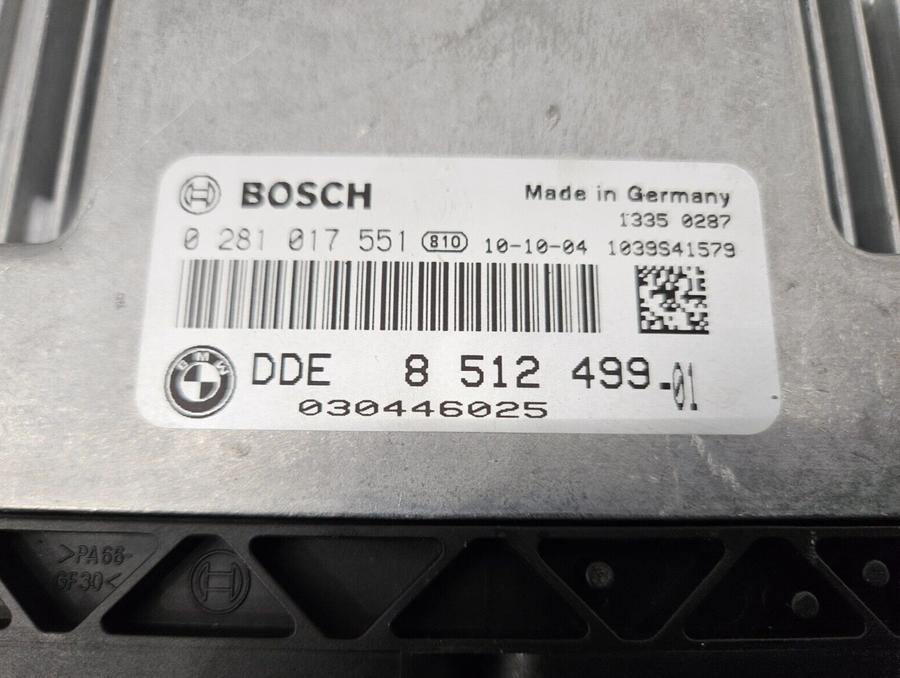 BOSCH Made in Germany
1335 0287
0 281 017 551 810 10-10-04 1039S41579
BMW DDE 8 512 499.01
030446025
>PA66-
GF30<